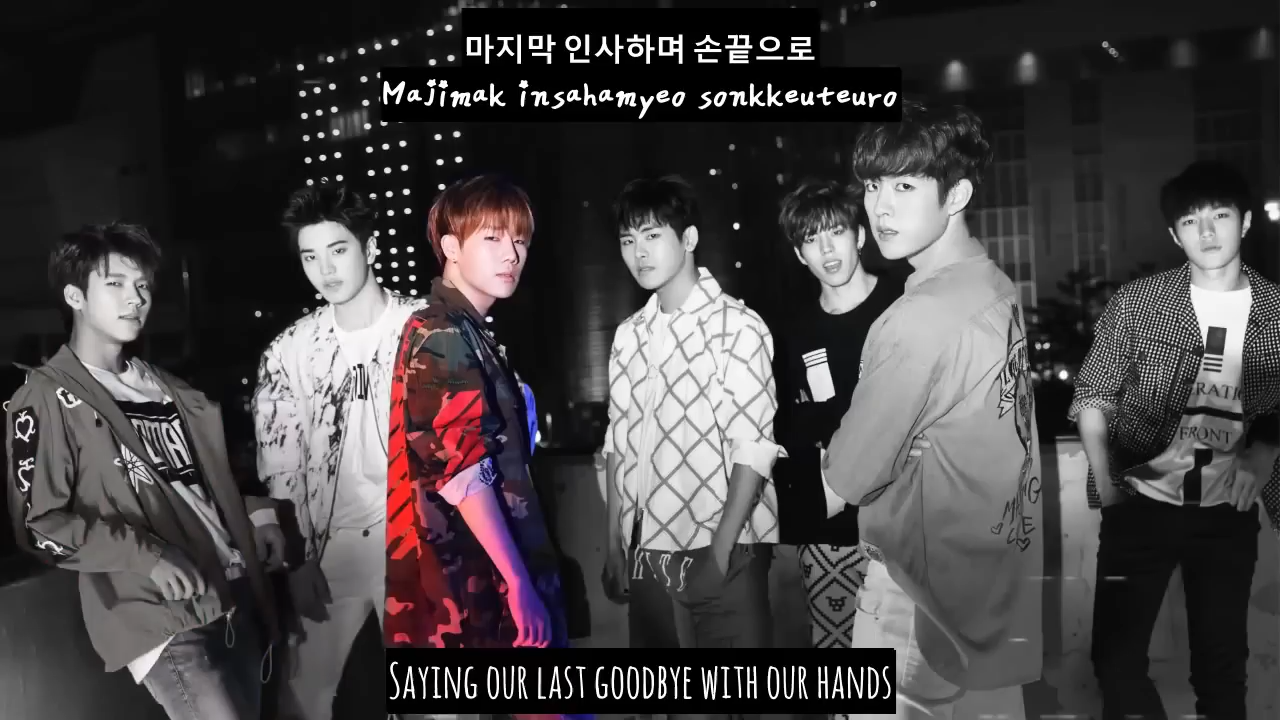 마지막 인사하며 손끝으로
Majimak insahamyeo sonkkeuteuro
FRONT
SAYING OUR LAST GOODBYE WITH OUR HANDS